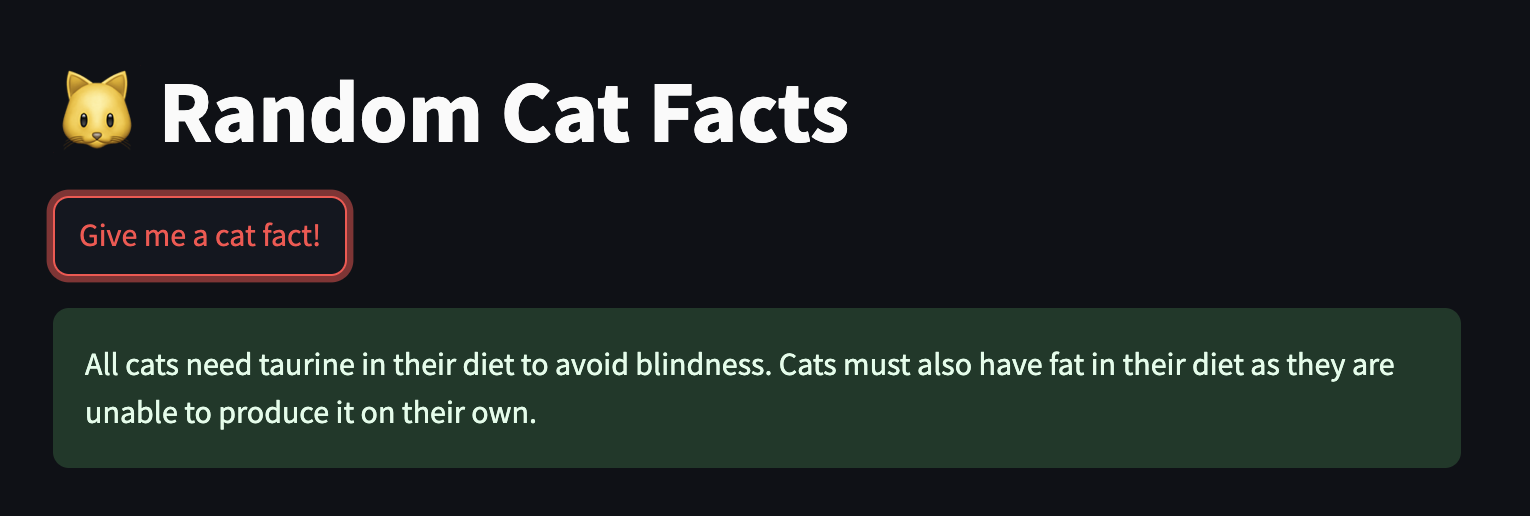 🐱 Random Cat Facts
Give me a cat fact!
All cats need taurine in their diet to avoid blindness. Cats must also have fat in their diet as they are
unable to produce it on their own.